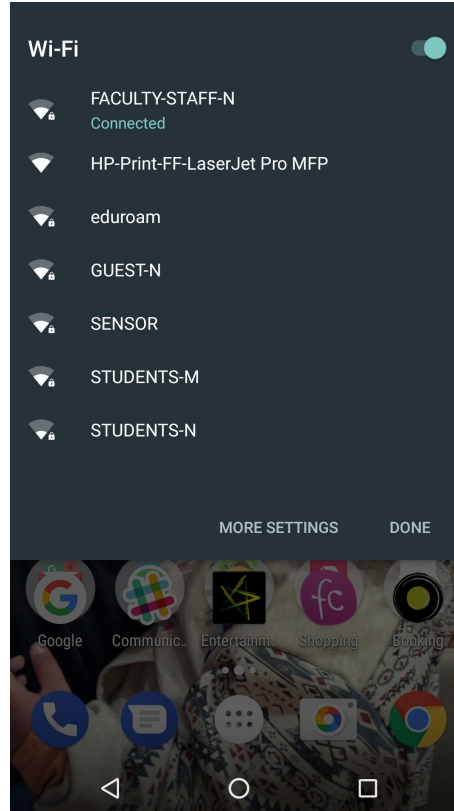 Wi-Fi
FACULTY-STAFF-N
Connected
HP-Print-FF-LaserJet Pro MFP
eduroam
GUEST-N
SENSOR
STUDENTS-M
STUDENTS-N
MORE SETTINGS DONE
G fc
Google Communic.. Entertainm... Shopping Booking